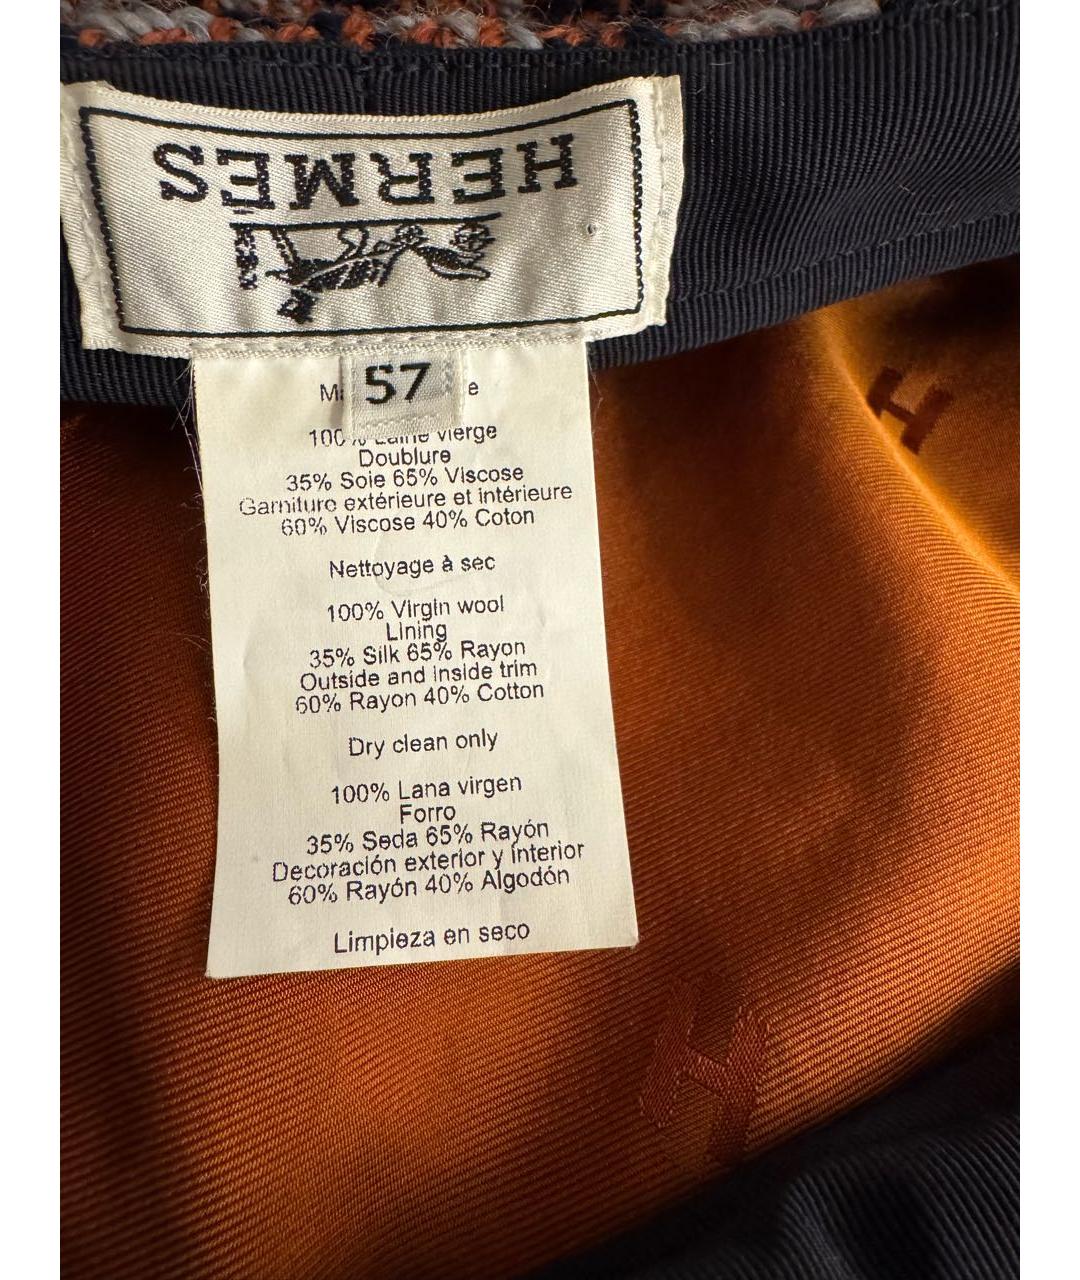 HERMES
57
100% Laine vierge
Doublure
35% Soie 65% Viscose
Garniture extérieure et intérieure
60% Viscose 40% Coton
Nettoyage à sec
100% Virgin wool
Lining
35% Silk 65% Rayon
Outside and inside trim
60% Rayon 40% Cotton
Dry clean only
100% Lana virgen
Forro
35% Seda 65% Rayón
Decoración exterior y interior
60% Rayón 40% Algodón
Limpieza en seco
H
H